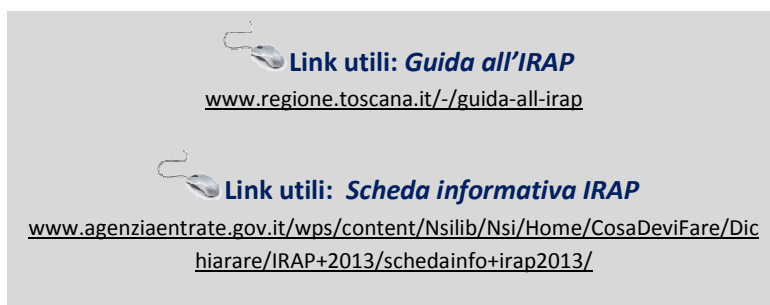 Link utili: Guida all'IRAP
www.regione.toscana.it/-/guida-all-irap
Link utili: Scheda informativa IRAP
www.agenziaentrate.gov.it/wps/content/Nsilib/Nsi/Home/CosaDeviFare/Dic
hiarare/IRAP+2013/schedainfo+irap2013/